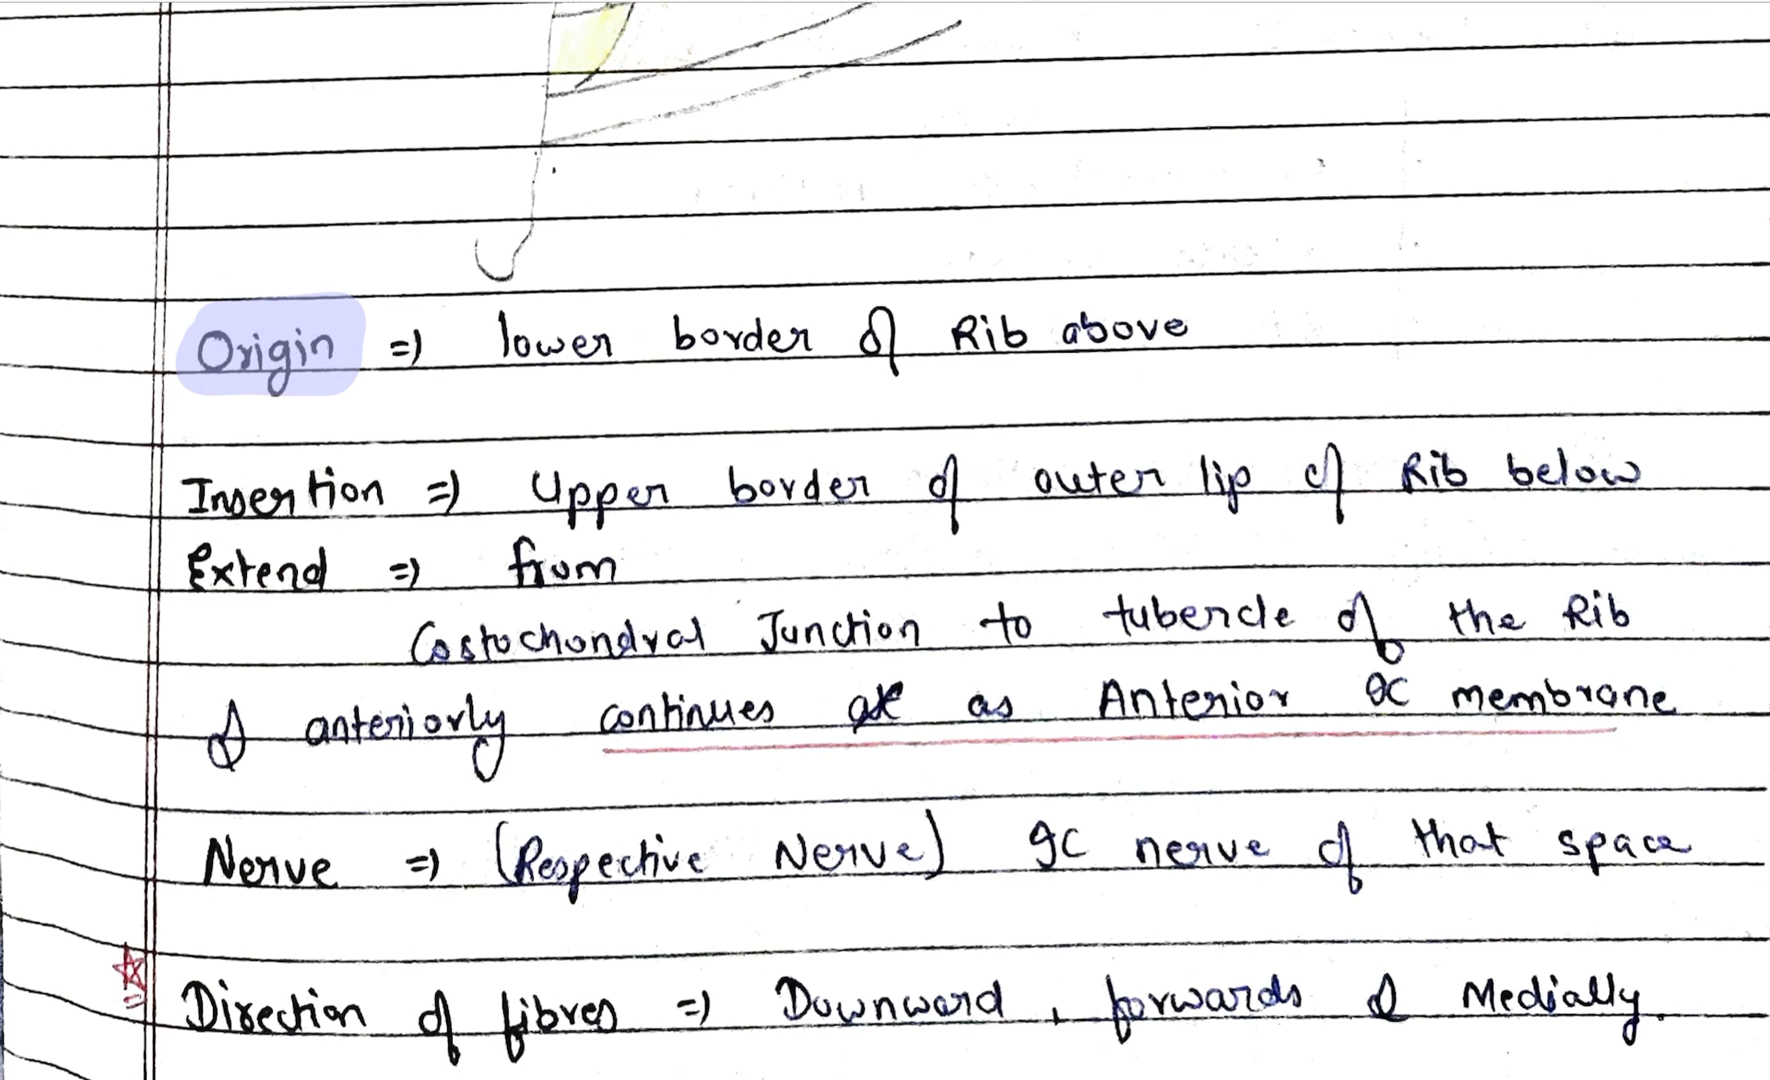 Origin => lower border of Rib above
Insertion => Upper border of outer lip of Rib below
Extend => from
Costochondral Junction to tubercle of the Rib
& anteriorly continues as Anterior IC membrane
Nerve => (Respective Nerve) IC nerve of that space
Direction of fibres => Downward, forwards & Medially.